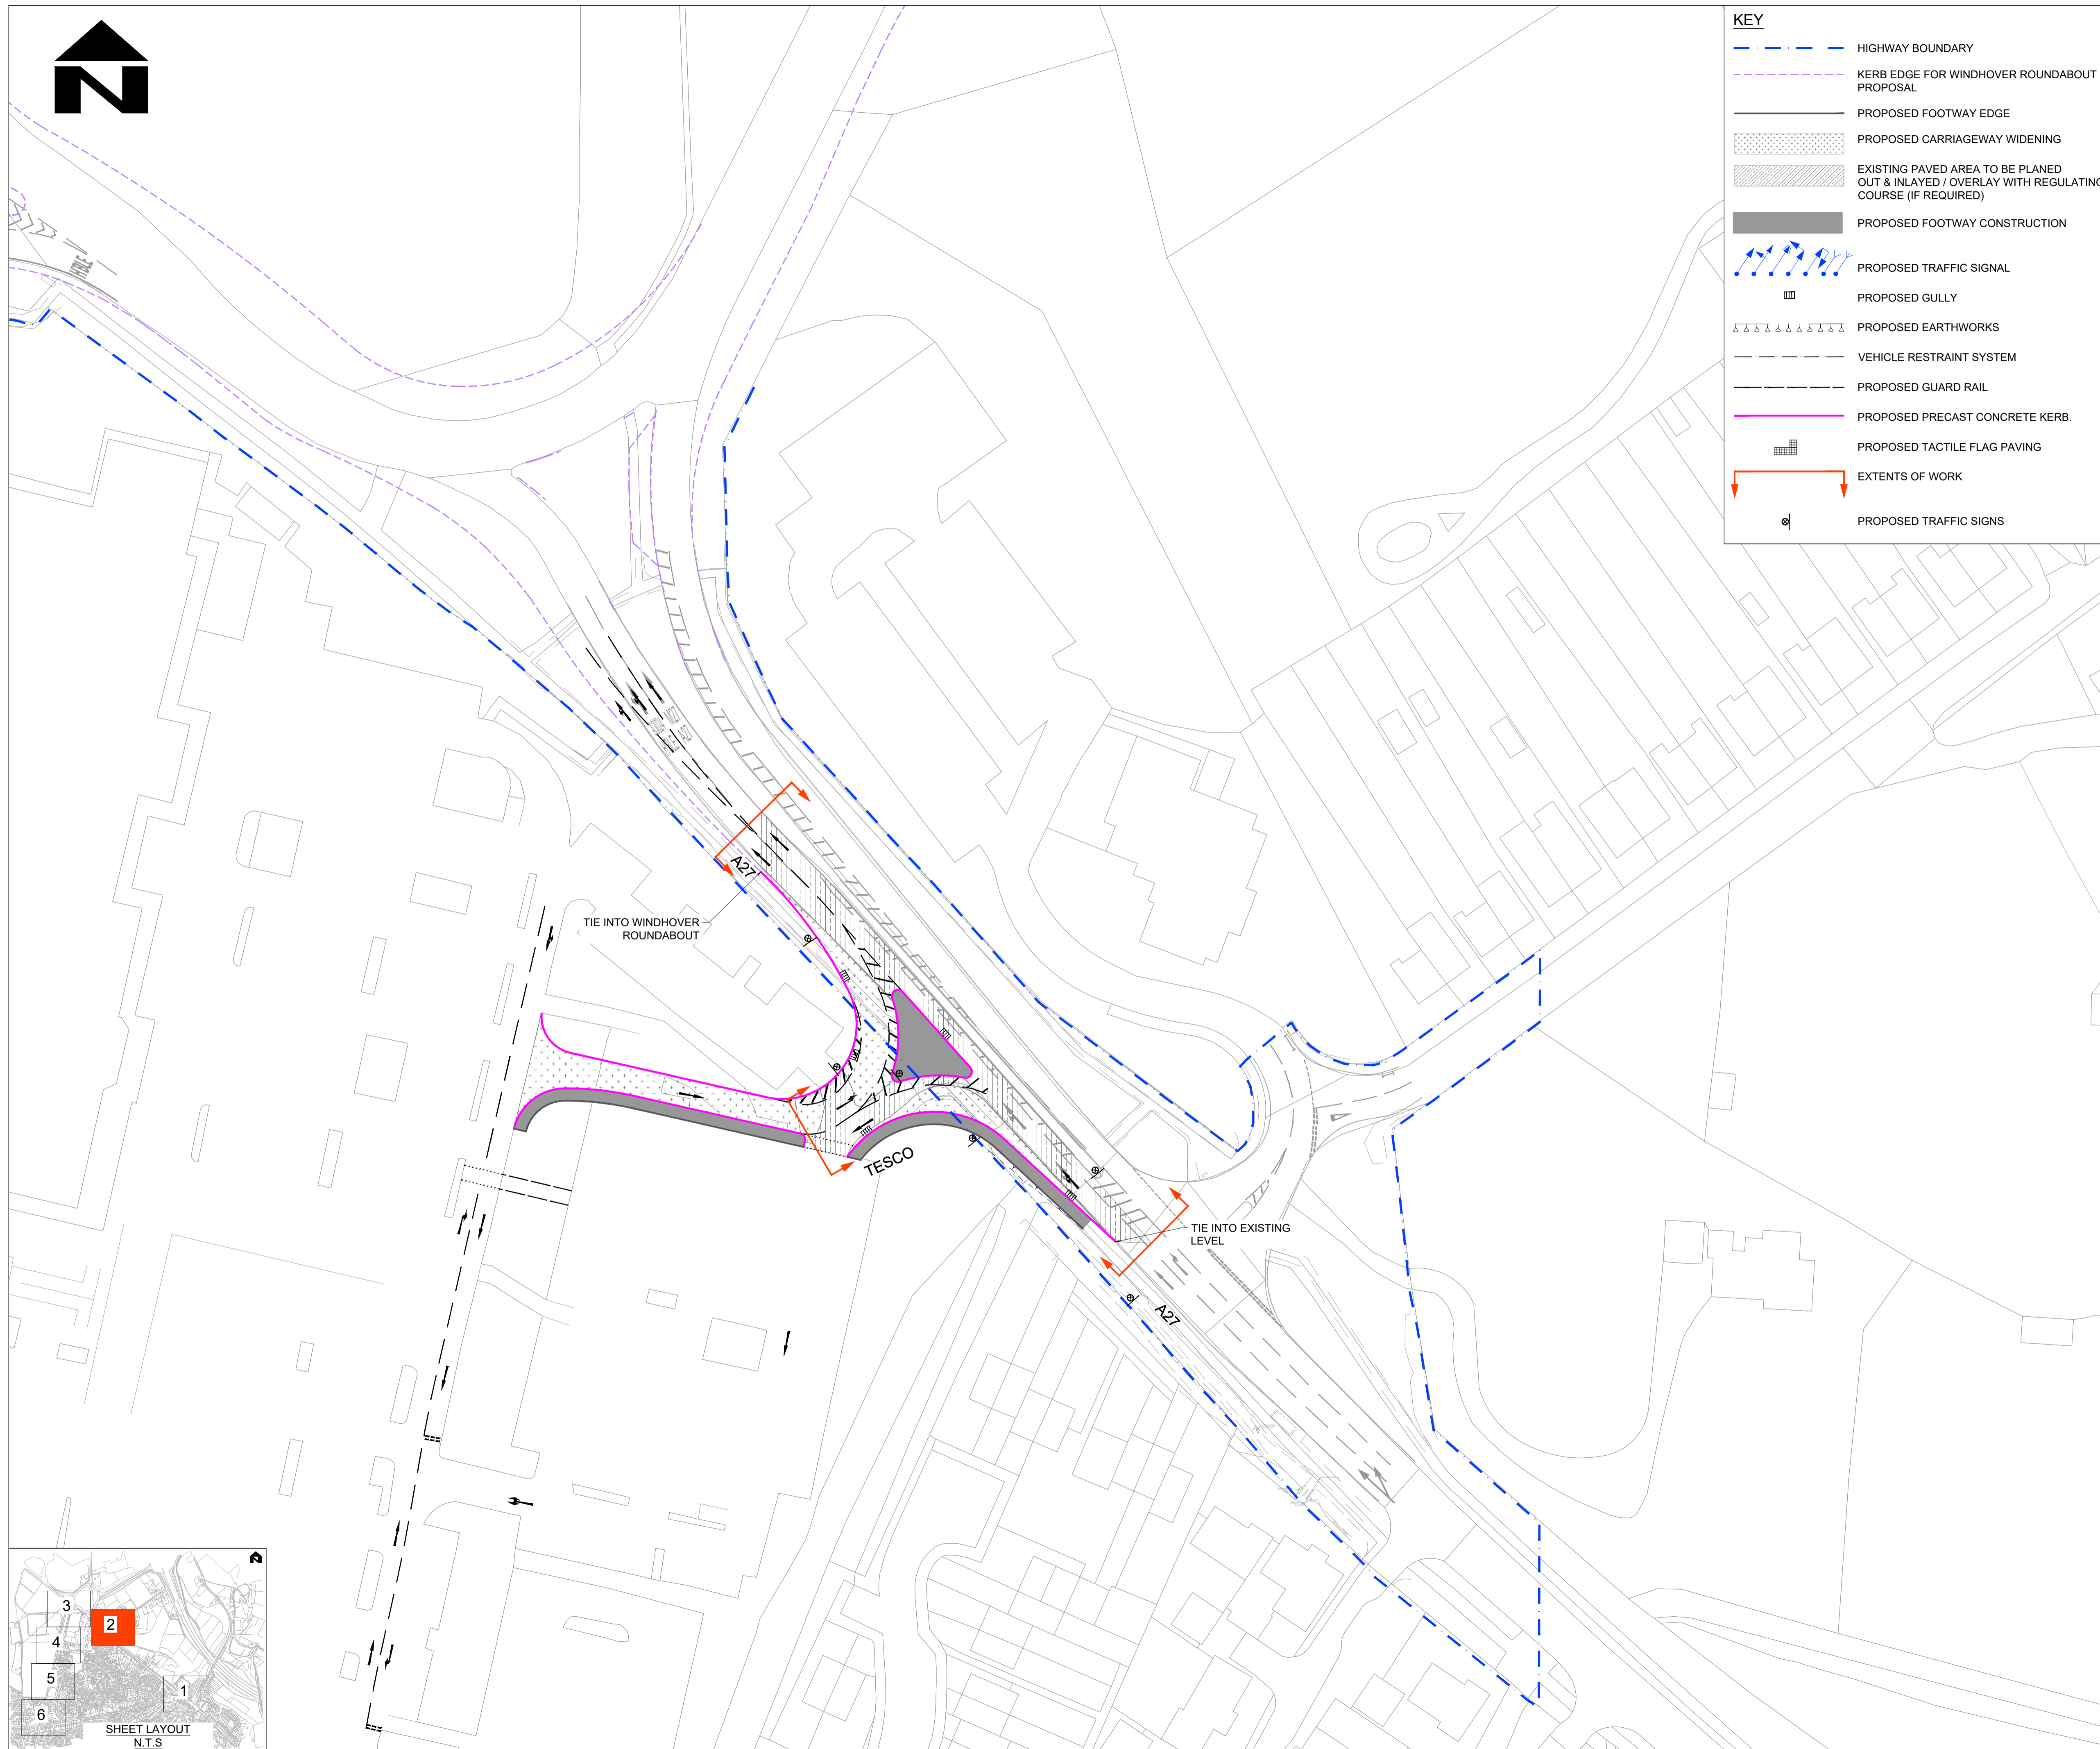 N
KEY
HIGHWAY BOUNDARY
KERB EDGE FOR WINDHOVER ROUNDABOUT
PROPOSAL
PROPOSED FOOTWAY EDGE
PROPOSED CARRIAGEWAY WIDENING
EXISTING PAVED AREA TO BE PLANED
OUT & INLAYED / OVERLAY WITH REGULATING
COURSE (IF REQUIRED)
PROPOSED FOOTWAY CONSTRUCTION
PROPOSED TRAFFIC SIGNAL
PROPOSED GULLY
PROPOSED EARTHWORKS
VEHICLE RESTRAINT SYSTEM
PROPOSED GUARD RAIL
PROPOSED PRECAST CONCRETE KERB.
PROPOSED TACTILE FLAG PAVING
EXTENTS OF WORK
PROPOSED TRAFFIC SIGNS
A27
TIE INTO WINDHOVER
ROUNDABOUT
TESCO
TIE INTO EXISTING
LEVEL
A27
3
2
4
5
1
6
SHEET LAYOUT
N.T.S